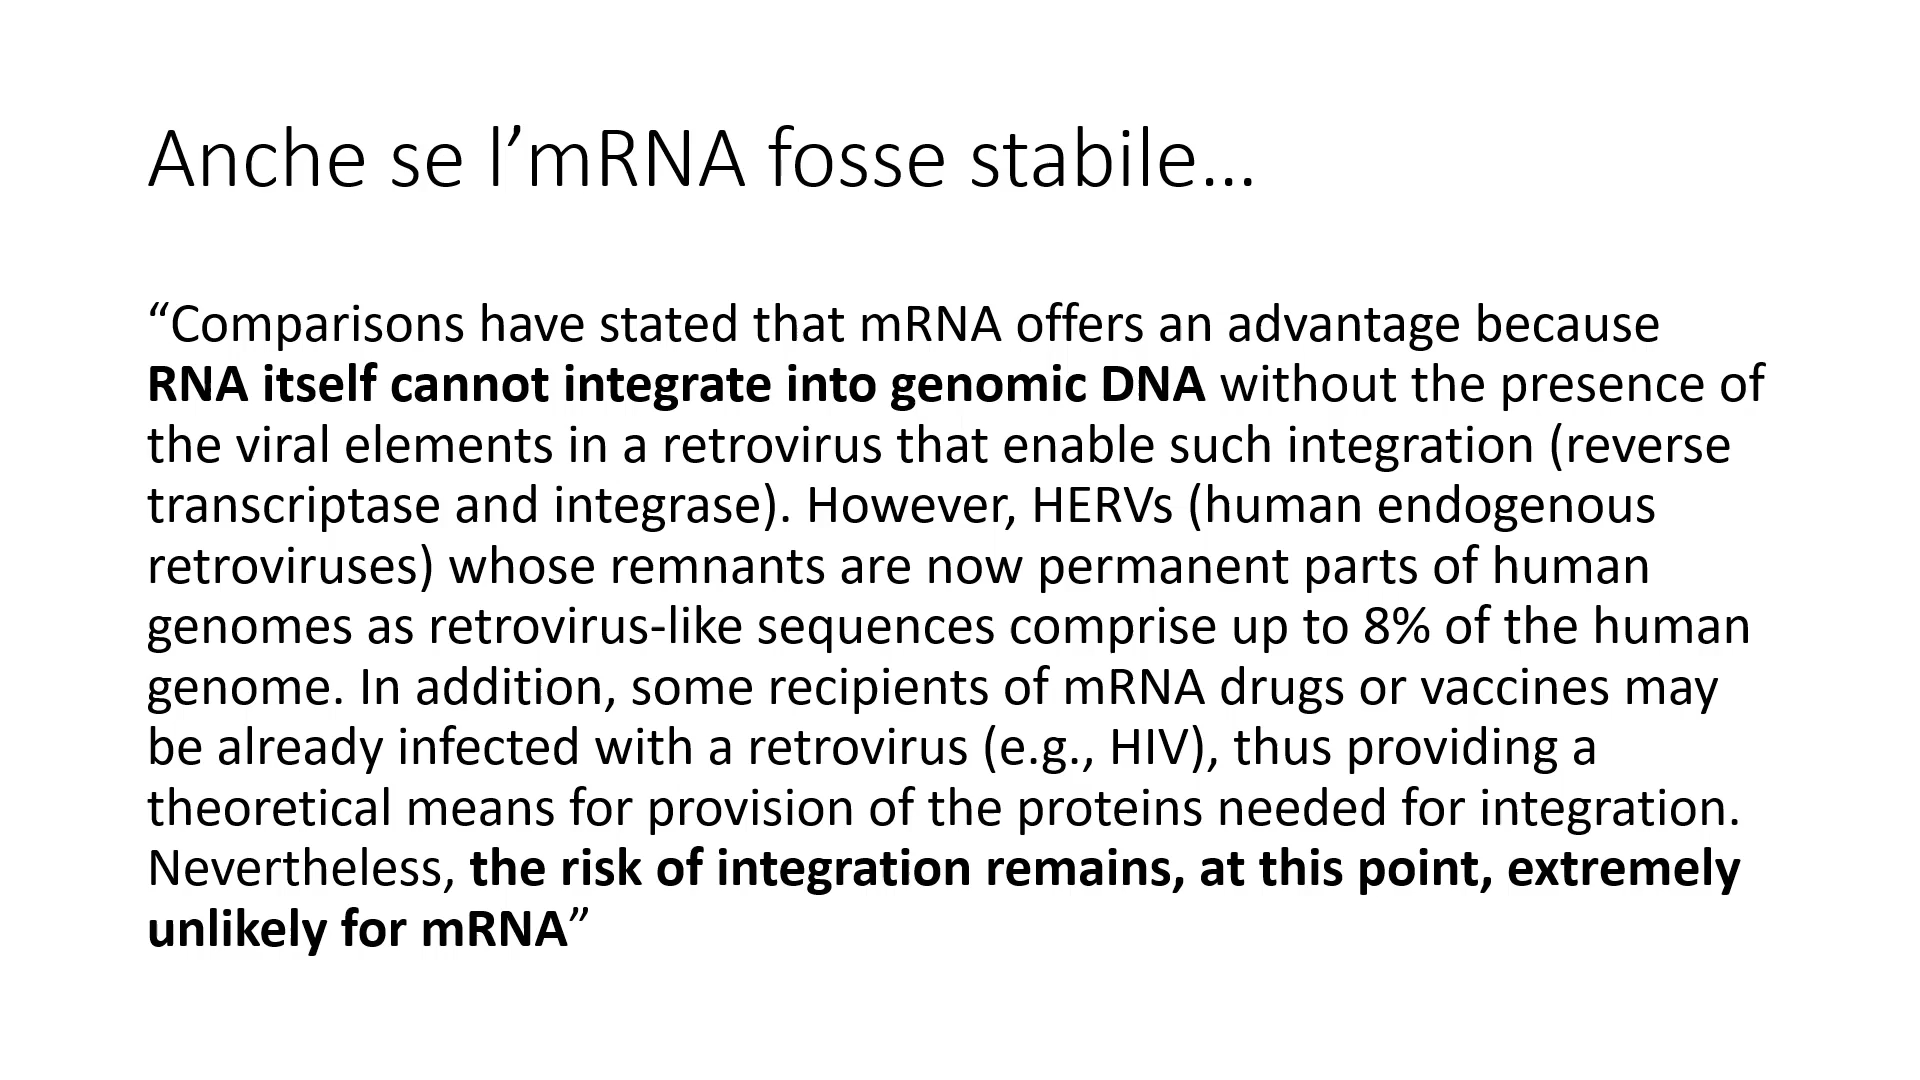 Anche se l’mRNA fosse stabile…
“Comparisons have stated that mRNA offers an advantage because
RNA itself cannot integrate into genomic DNA without the presence of
the viral elements in a retrovirus that enable such integration (reverse
transcriptase and integrase). However, HERVs (human endogenous
retroviruses) whose remnants are now permanent parts of human
genomes as retrovirus-like sequences comprise up to 8% of the human
genome. In addition, some recipients of mRNA drugs or vaccines may
be already infected with a retrovirus (e.g., HIV), thus providing a
theoretical means for provision of the proteins needed for integration.
Nevertheless, the risk of integration remains, at this point, extremely
unlikely for mRNA”